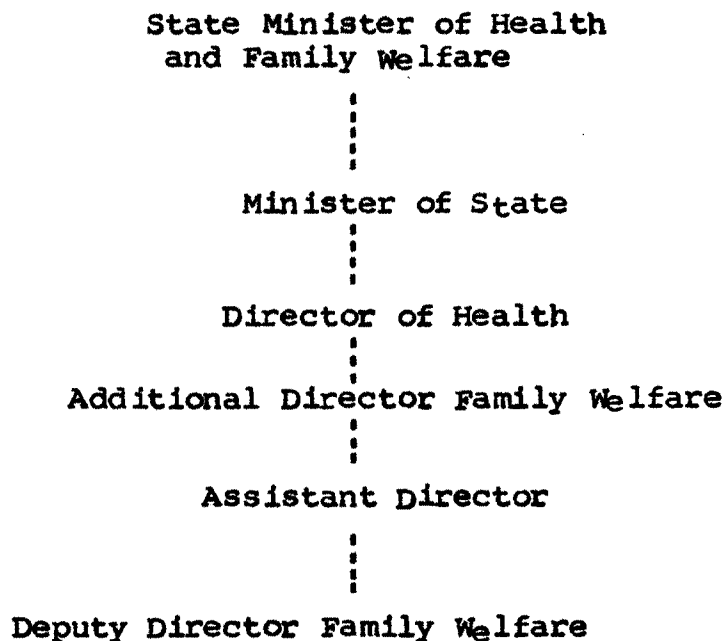 State Minister of Health
and Family Welfare
Minister of State
Director of Health
Additional Director Family Welfare
Assistant Director
Deputy Director Family Welfare